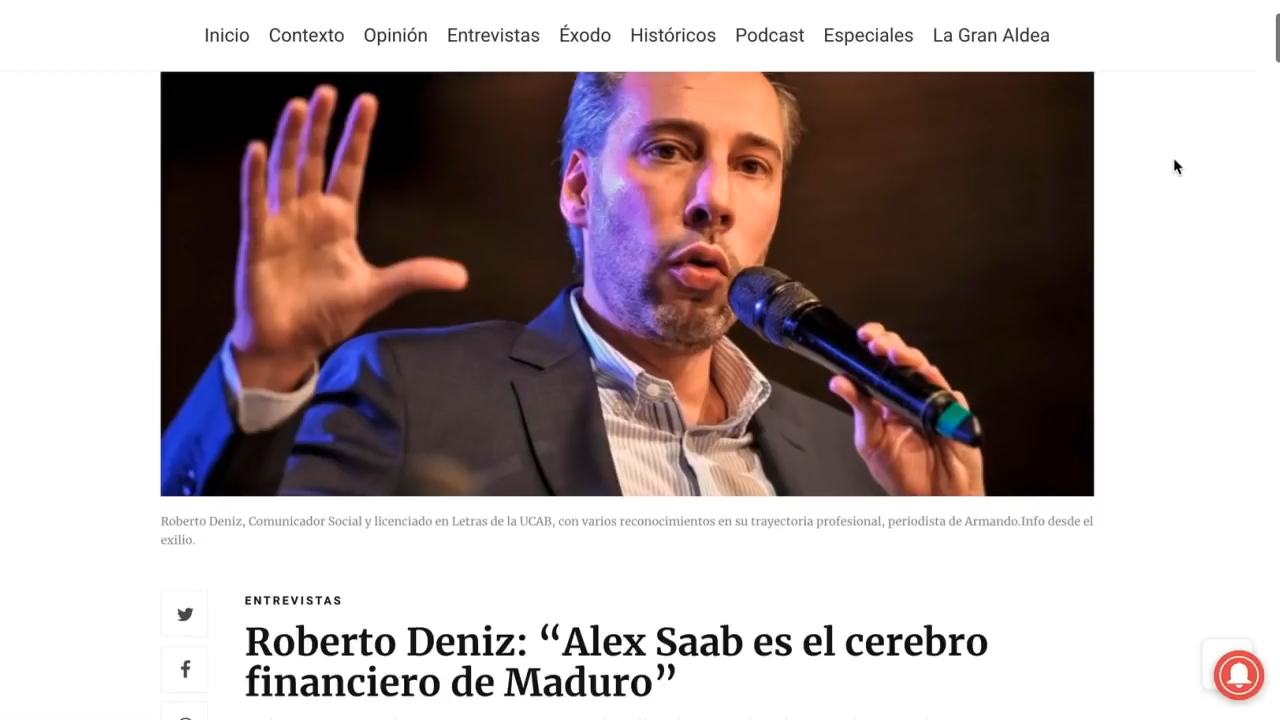 Inicio Contexto Opinión Entrevistas Éxodo Históricos Podcast Especiales La Gran Aldea
Roberto Deniz, Comunicador Social y licenciado en Letras de la UCAB, con varios reconocimientos en su trayectoria profesional, periodista de Armando.Info desde el
exilio.
ENTREVISTAS
Roberto Deniz: “Alex Saab es el cerebro
financiero de Maduro”